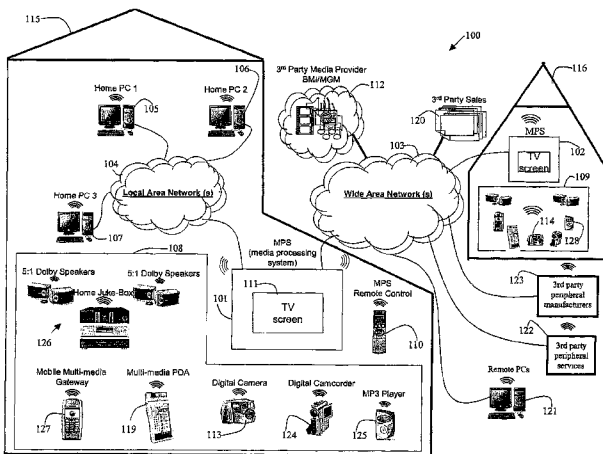 115
100
106
3rd Party Media Provider
BMI/MGM
112
116
Home PC 1
105
Home PC 2
3rd Party Sales
120
MPS
103
102
TV
screen
104
Local Area Network (s)
Wide Area Network (s)
109
114
128
Home PC 3
107
108
MPS
(media processing
system)
123
3rd party
peripheral
manufacturers
5:1 Dolby Speakers
5:1 Dolby Speakers
Home Juke-Box
111
101
TV
screen
MPS
Remote Control
122
126
110
3rd party
peripheral
services
Mobile Multi-media
Gateway
Multi-media PDA
Digital Camera
Digital Camcorder
MP3 Player
Remote PCs
127
119
113
124
125
121